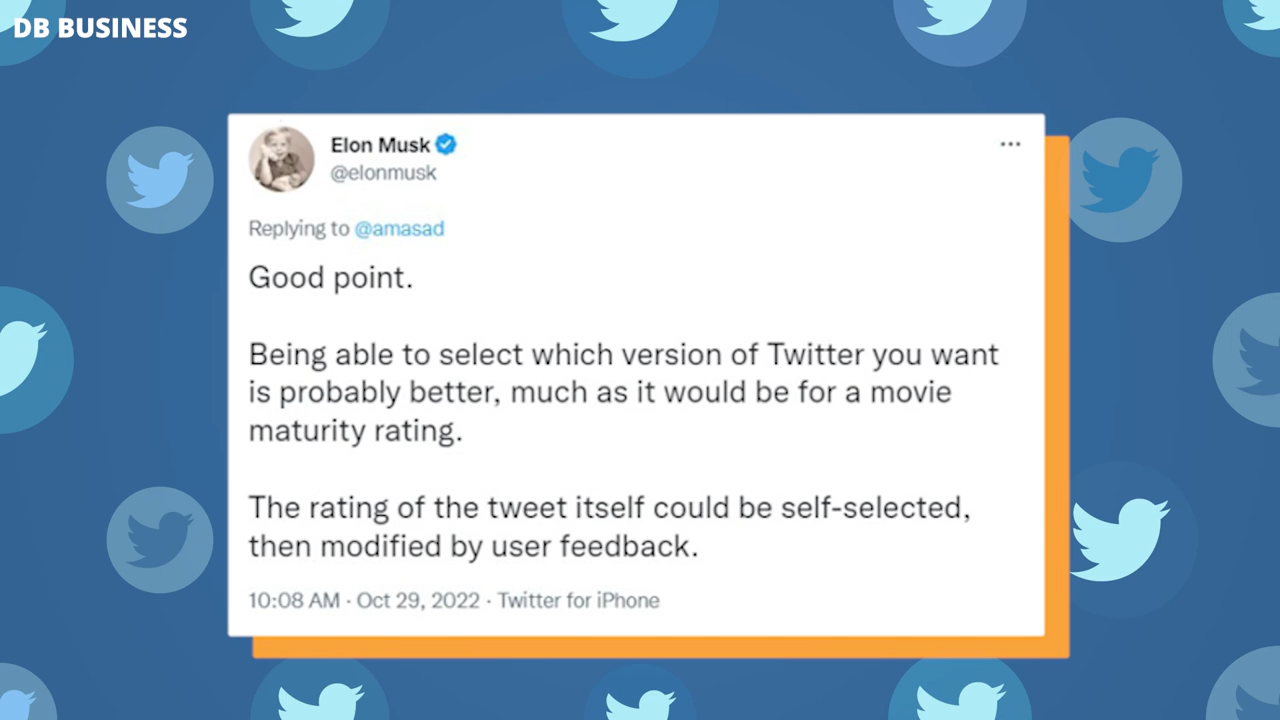 DB BUSINESS
Elon Musk
@elonmusk
Replying to @amasad
Good point.
Being able to select which version of Twitter you want
is probably better, much as it would be for a movie
maturity rating.
The rating of the tweet itself could be self-selected,
then modified by user feedback.
10:08 AM · Oct 29, 2022 · Twitter for iPhone